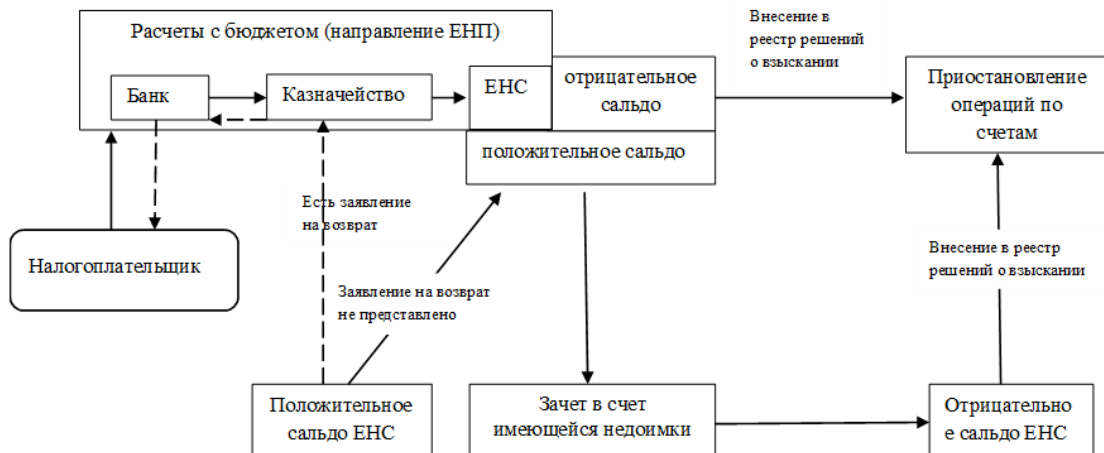 Расчеты с бюджетом (направление ЕНП)
Банк
Казначейство
ЕНС
отрицательное
сальдо
положительное сальдо
Внесение в
реестр решений
о взыскании
Приостановление
операций по
счетам
Налогоплательщик
Есть заявление
на возврат
Заявление на возврат
не представлено
Внесение в реестр
решений о взыскании
Положительное
сальдо ЕНС
Зачет в счет
имеющейся недоимки
Отрицательно
е сальдо ЕНС